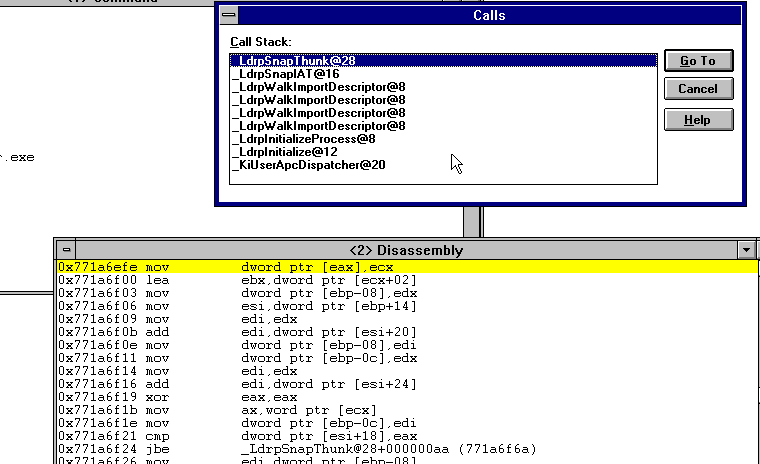 Calls
Call Stack:
_LdrpSnapThunk@28
_LdrpSnapIAT@16
_LdrpWalkImportDescriptor@8
_LdrpWalkImportDescriptor@8
_LdrpWalkImportDescriptor@8
_LdrpWalkImportDescriptor@8
_LdrpInitializeProcess@8
_LdrpInitialize@12
_KiUserApcDispatcher@20
Go To
Cancel
Help
r.exe
<2> Disassembly
0x771a6efe mov dword ptr [eax],ecx
0x771a6f00 lea ebx,dword ptr [ecx+02]
0x771a6f03 mov dword ptr [ebp-08],edx
0x771a6f06 mov esi,dword ptr [ebp+14]
0x771a6f09 mov edi,edx
0x771a6f0b add edi,dword ptr [esi+20]
0x771a6f0e mov dword ptr [ebp-08],edi
0x771a6f11 mov dword ptr [ebp-0c],edx
0x771a6f14 mov edi,edx
0x771a6f16 add edi,dword ptr [esi+24]
0x771a6f19 xor eax,eax
0x771a6f1b mov ax,word ptr [ecx]
0x771a6f1e mov dword ptr [ebp-0c],edi
0x771a6f21 cmp dword ptr [esi+18],eax
0x771a6f24 jbe _LdrpSnapThunk@28+000000aa (771a6f6a)
0x771a6f26 mov edi,dword ptr [ebp-08]